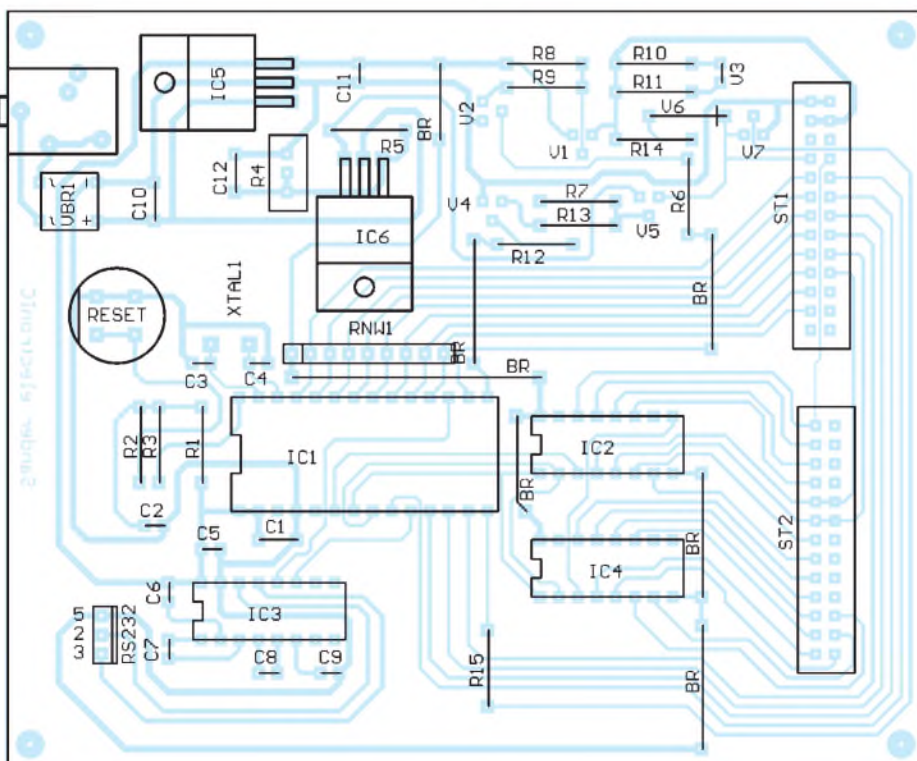 R8
R10
R9
R11
V3
IC5
C11
BR
V2
V6
R5
V1
R14
V7
C12
R4
VBR1
C10
V4
R7
R6
R13
V5
ST1
IC6
R12
XTAL1
BR
RESET
RNW1
BR
C3
C4
BR
R2
R3
R1
IC1
IC2
BR
C2
C5
C1
ST2
BR
IC4
C6
IC3
5
2
3
RS232
C7
C8
C9
R15
BR